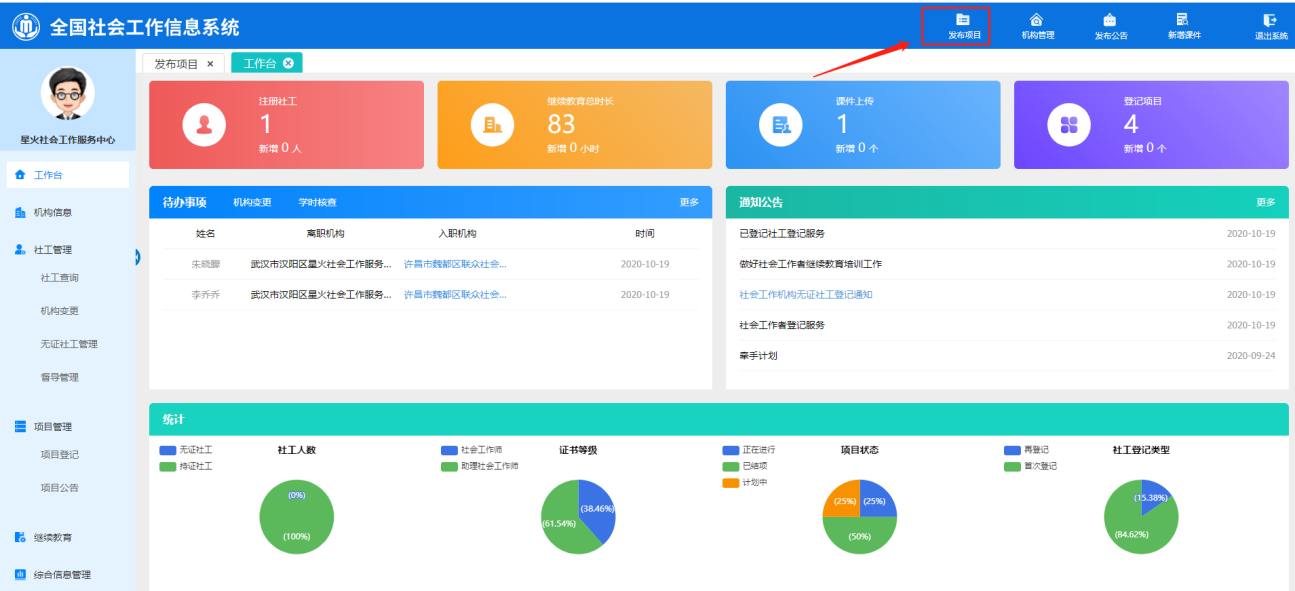 全国社会工作信息系统
发布项目
机构管理
发布公告
新增课件
退出系统
发布项目 ×
工作台
星火社会工作服务中心
工作台
机构信息
社工管理
社工查询
机构变更
无证社工管理
督导管理
项目管理
项目登记
项目公告
继续教育
综合信息管理
注册社工
1
新增 0 人
继续教育总时长
83
新增 0 小时
课件上传
1
新增 0 个
登记项目
4
新增 0 个
待办事项 机构变更 学时核查 更多
姓名 离职机构 入职机构 时间
朱晓朦 武汉市汉阳区星火社会工作服务... 许昌市魏都区联众社会... 2020-10-19
李乔乔 武汉市汉阳区星火社会工作服务... 许昌市魏都区联众社会... 2020-10-19
通知公告 更多
已登记社工登记服务 2020-10-19
做好社会工作者继续教育培训工作 2020-10-19
社会工作机构无证社工登记通知 2020-10-19
社会工作者登记服务 2020-10-19
牵手计划 2020-09-24
统计
无证社工
持证社工
社工人数
(0%)
(100%)
社会工作师
助理社会工作师
证书等级
(38.46%)
(61.54%)
正在进行
已结项
计划中
项目状态
(25%) (25%)
(50%)
再登记
首次登记
社工登记类型
(15.38%)
(84.62%)